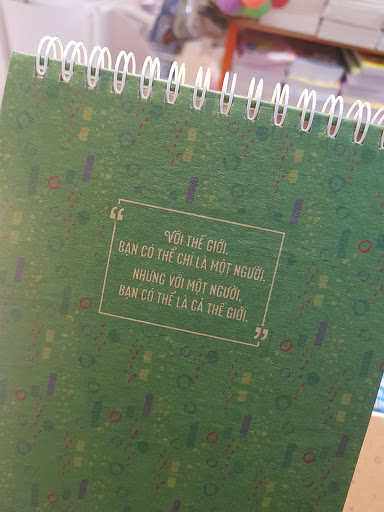 “
VỚI THẾ GIỚI,
BẠN CÓ THỂ CHỈ LÀ MỘT NGƯỜI.
NHƯNG VỚI MỘT NGƯỜI,
BẠN CÓ THỂ LÀ CẢ THẾ GIỚI.
”